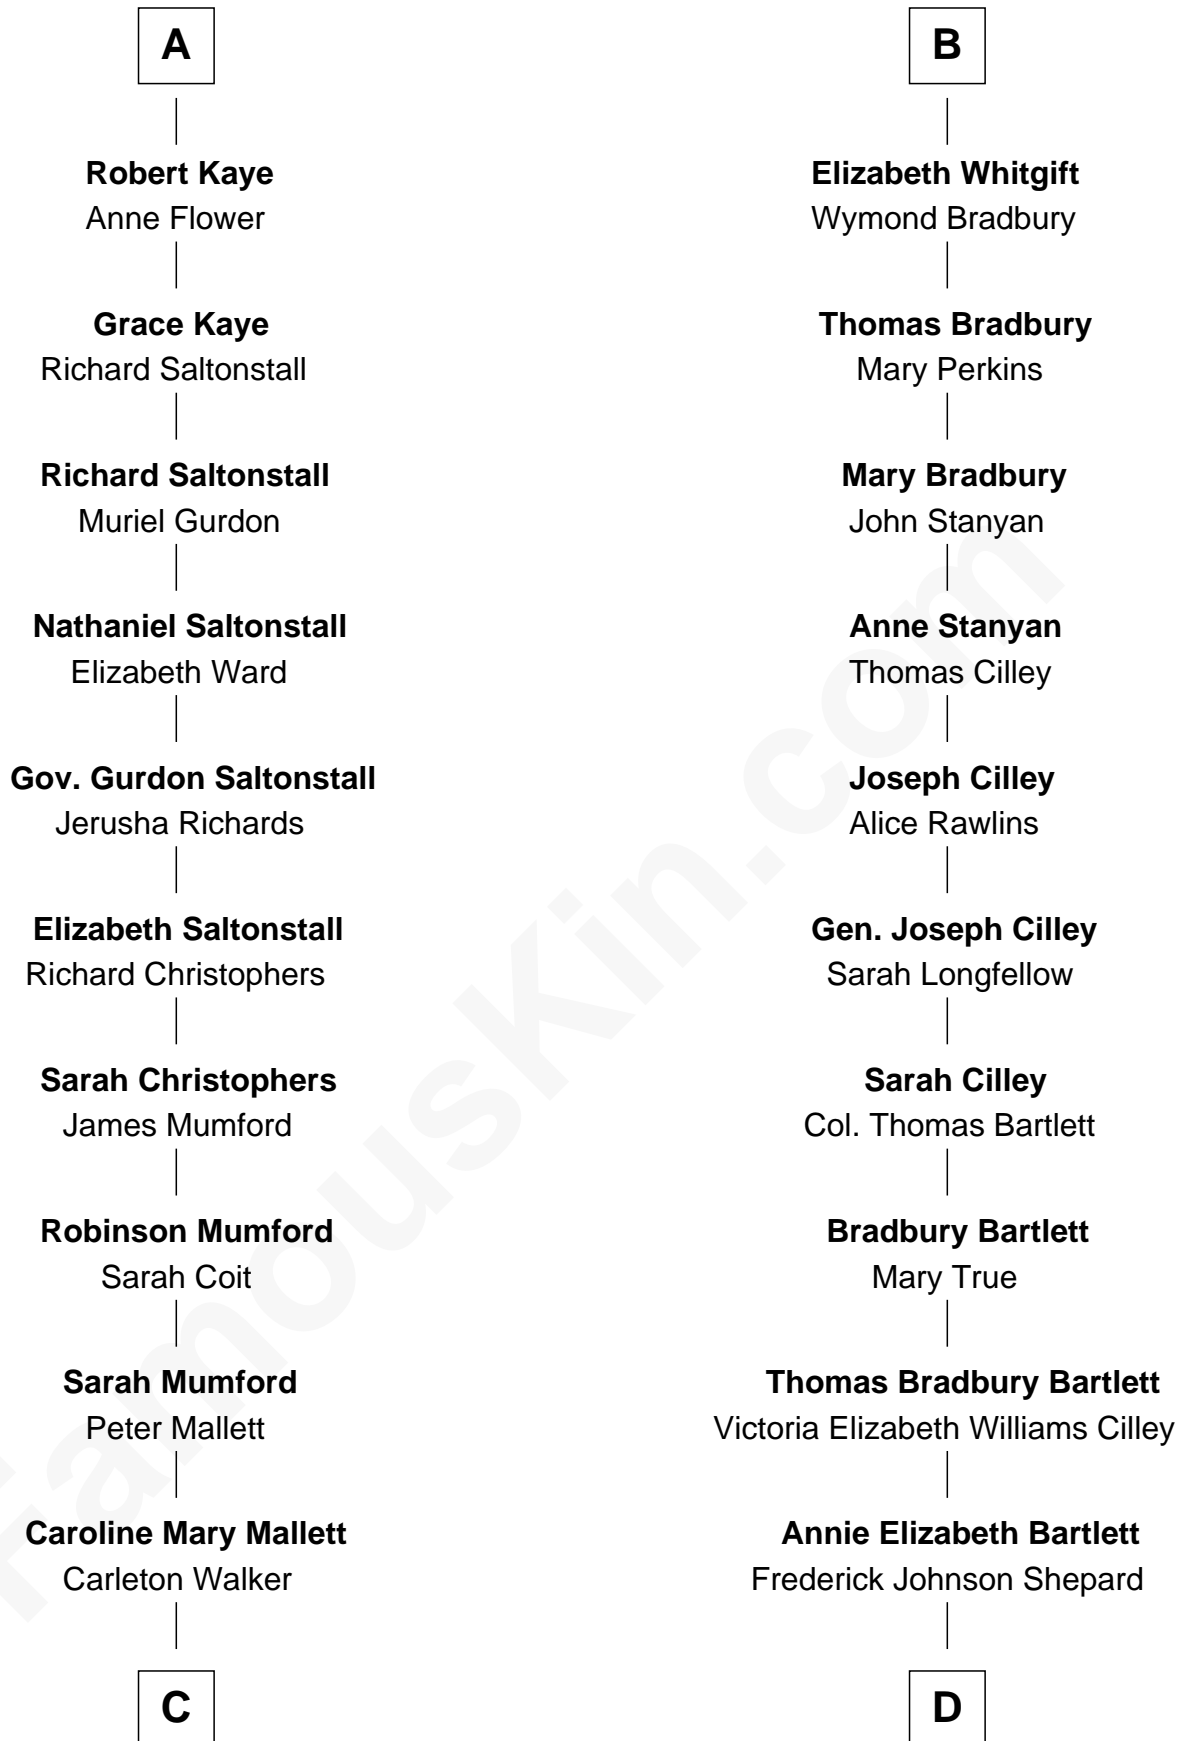 A
Robert Kaye
Anne Flower
Grace Kaye
Richard Saltonstall
Richard Saltonstall
Muriel Gurdon
Nathaniel Saltonstall
Elizabeth Ward
Gov. Gurdon Saltonstall
Jerusha Richards
Elizabeth Saltonstall
Richard Christophers
Sarah Christophers
James Mumford
Robinson Mumford
Sarah Coit
Sarah Mumford
Peter Mallett
Caroline Mary Mallett
Carleton Walker
C
B
Elizabeth Whitgift
Wymond Bradbury
Thomas Bradbury
Mary Perkins
Mary Bradbury
John Stanyan
Anne Stanyan
Thomas Cilley
Joseph Cilley
Alice Rawlins
Gen. Joseph Cilley
Sarah Longfellow
Sarah Cilley
Col. Thomas Bartlett
Bradbury Bartlett
Mary True
Thomas Bradbury Bartlett
Victoria Elizabeth Williams Cilley
Annie Elizabeth Bartlett
Frederick Johnson Shepard
D
FamousKin.com